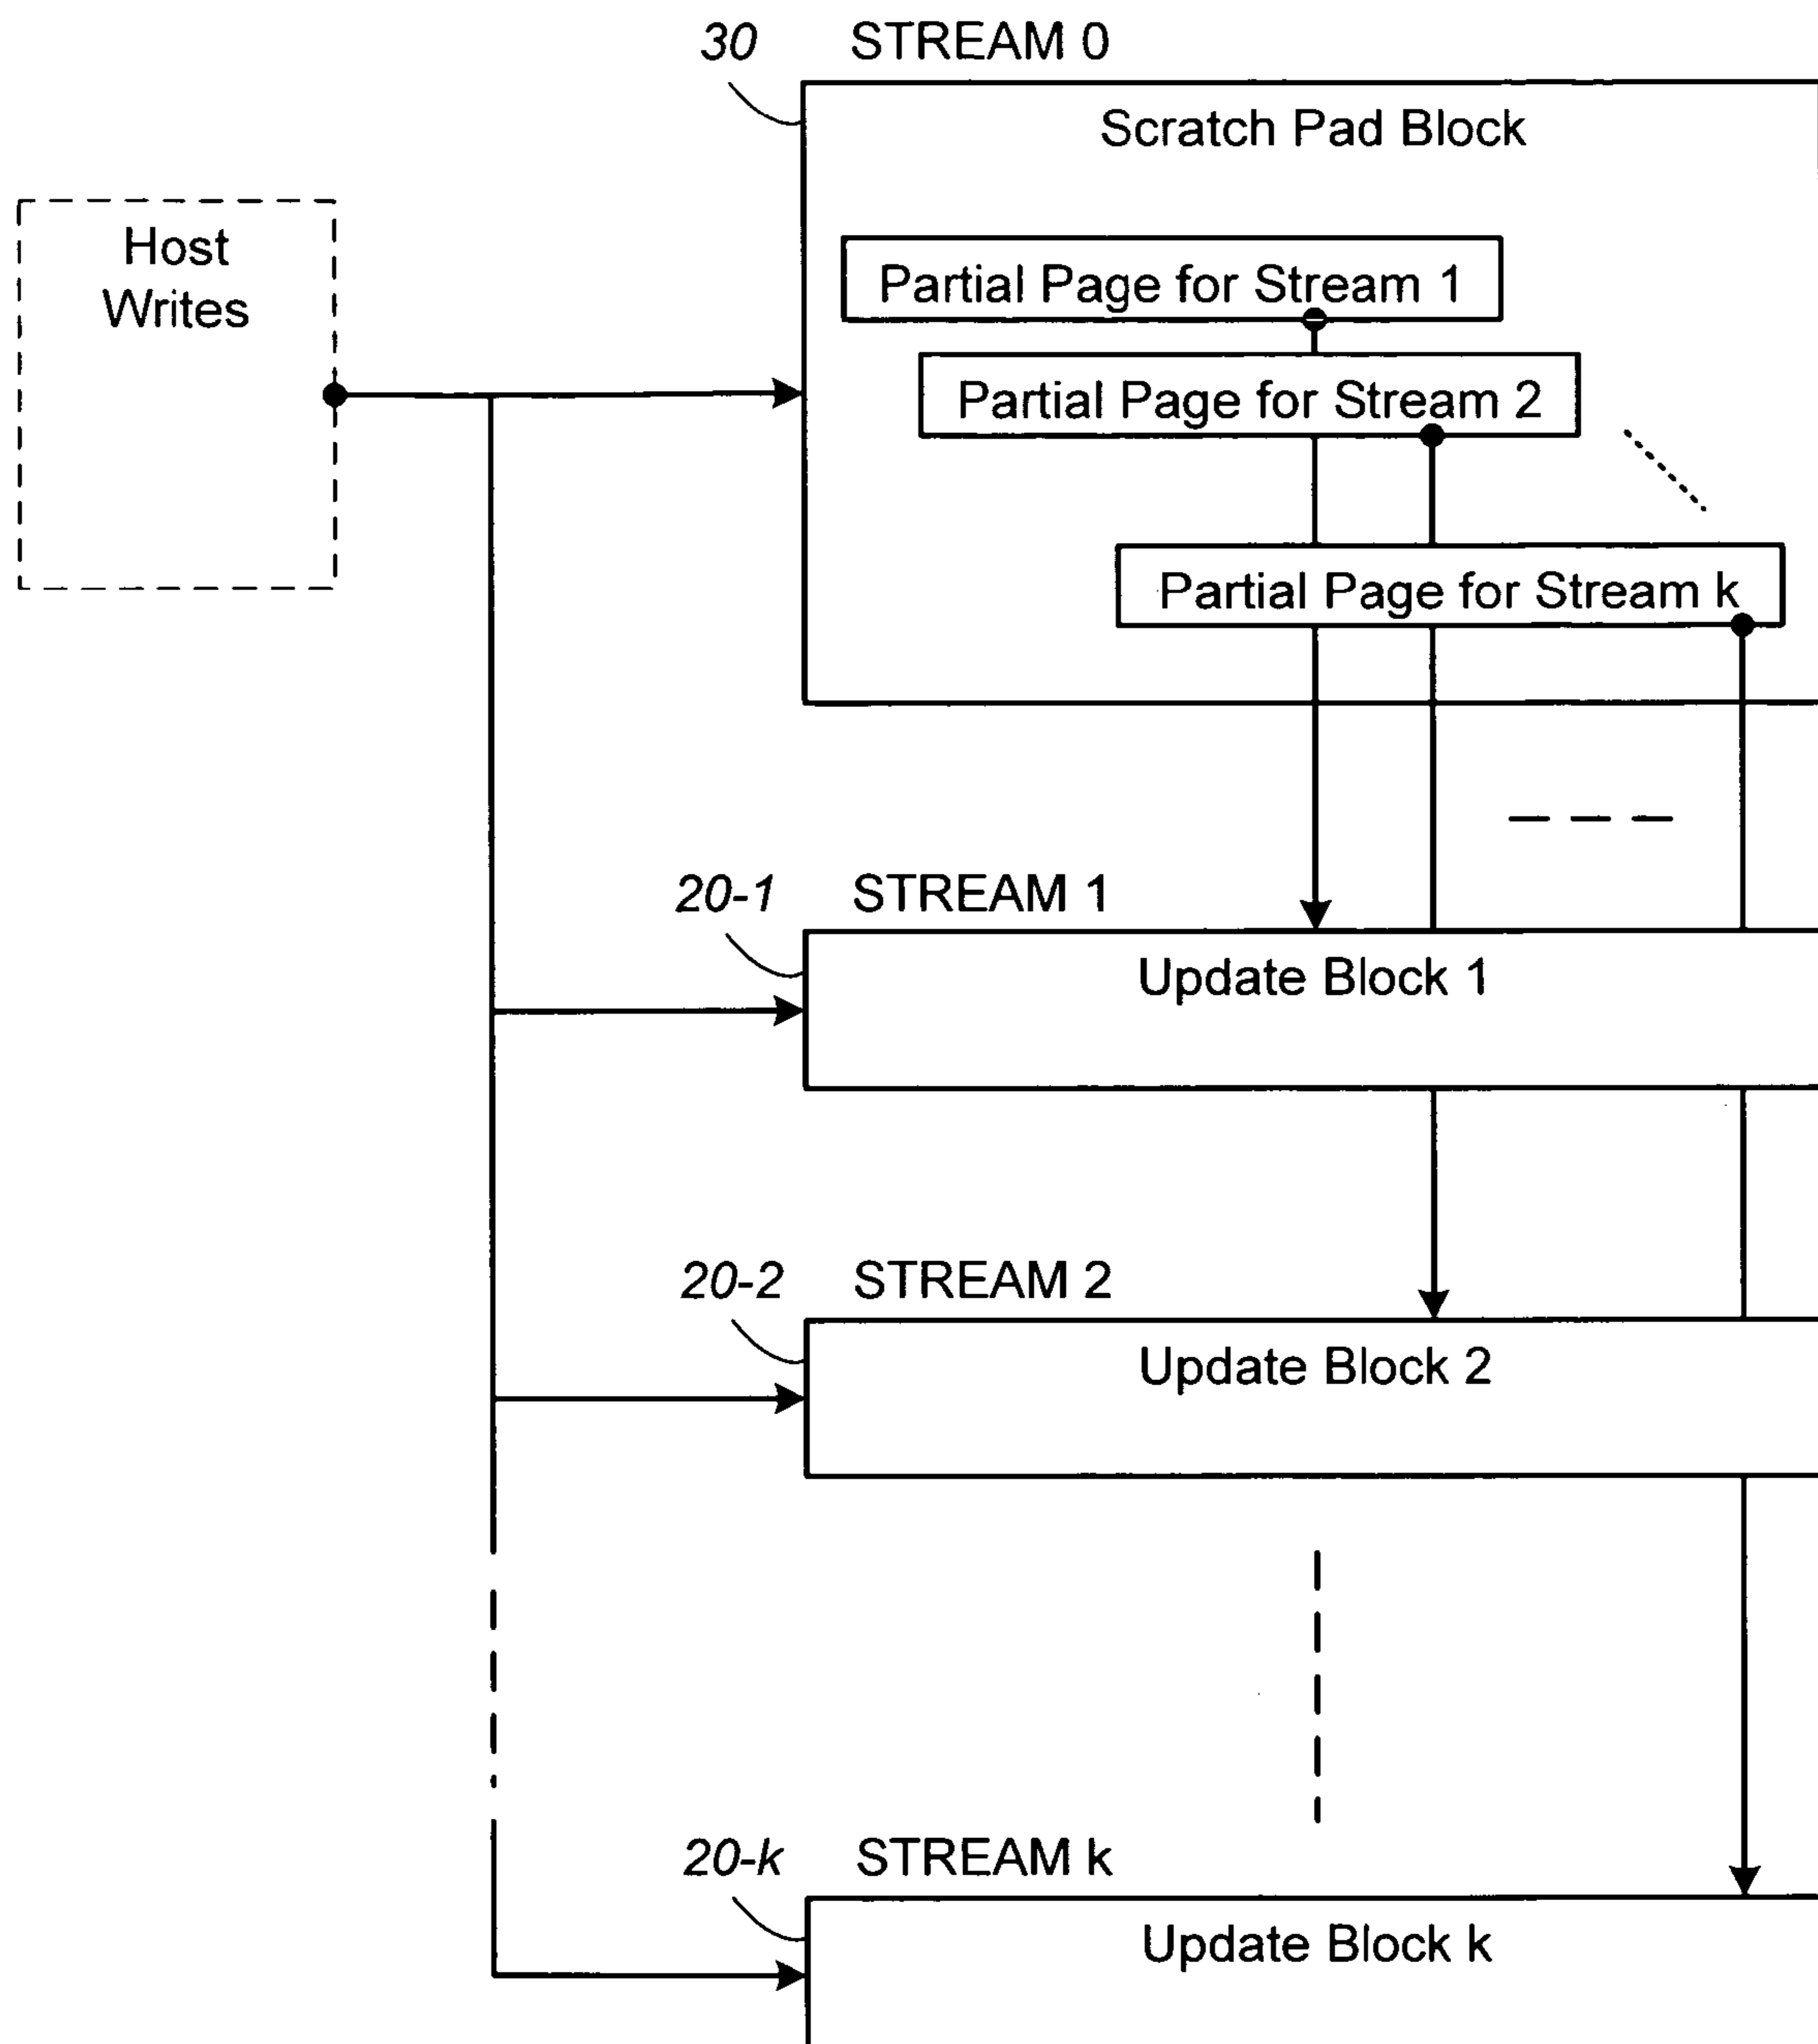 30 STREAM 0
Scratch Pad Block
Host
Writes
Partial Page for Stream 1
Partial Page for Stream 2
Partial Page for Stream k
20-1 STREAM 1
Update Block 1
20-2 STREAM 2
Update Block 2
20-k STREAM k
Update Block k